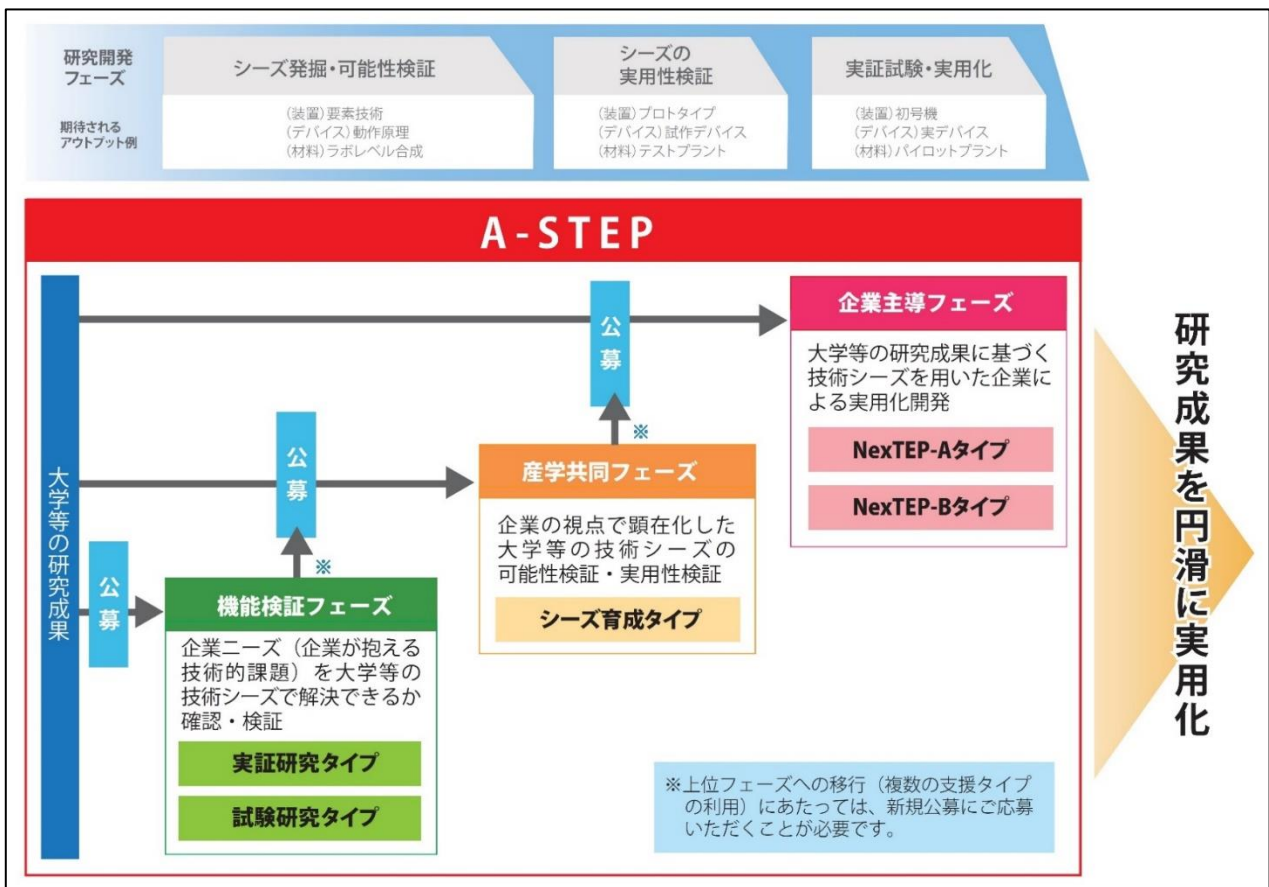 研究開発
フェーズ
シーズ発掘・可能性検証
シーズの
実用性検証
実証試験・実用化
期待される
アウトプット例
(装置)要素技術
(デバイス)動作原理
(材料)ラボレベル合成
(装置)プロトタイプ
(デバイス)試作デバイス
(材料)テストプラント
(装置)初号機
(デバイス)実デバイス
(材料)パイロットプラント
A-STEP
大学等の研究成果
公募
機能検証フェーズ
企業ニーズ（企業が抱える
技術的課題）を大学等の
技術シーズで解決できるか
確認・検証
実証研究タイプ
試験研究タイプ
公募
※
産学共同フェーズ
企業の視点で顕在化した
大学等の技術シーズの
可能性検証・実用性検証
シーズ育成タイプ
公募
※
企業主導フェーズ
大学等の研究成果に基づく
技術シーズを用いた企業に
よる実用化開発
NexTEP-Aタイプ
NexTEP-Bタイプ
※上位フェーズへの移行（複数の支援タイプ
の利用）にあたっては、新規公募にご応募
いただくことが必要です。
研究成果を円滑に実用化